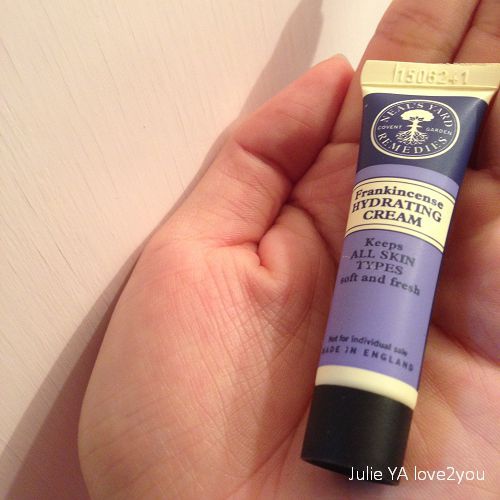 1506241
NEAL'S YARD
COVENT GARDEN
REMEDIES
Frankincense
HYDRATING
CREAM
Keeps
ALL SKIN
TYPES
soft and fresh
Not for individual sale
MADE IN ENGLAND
Julie YA love2you